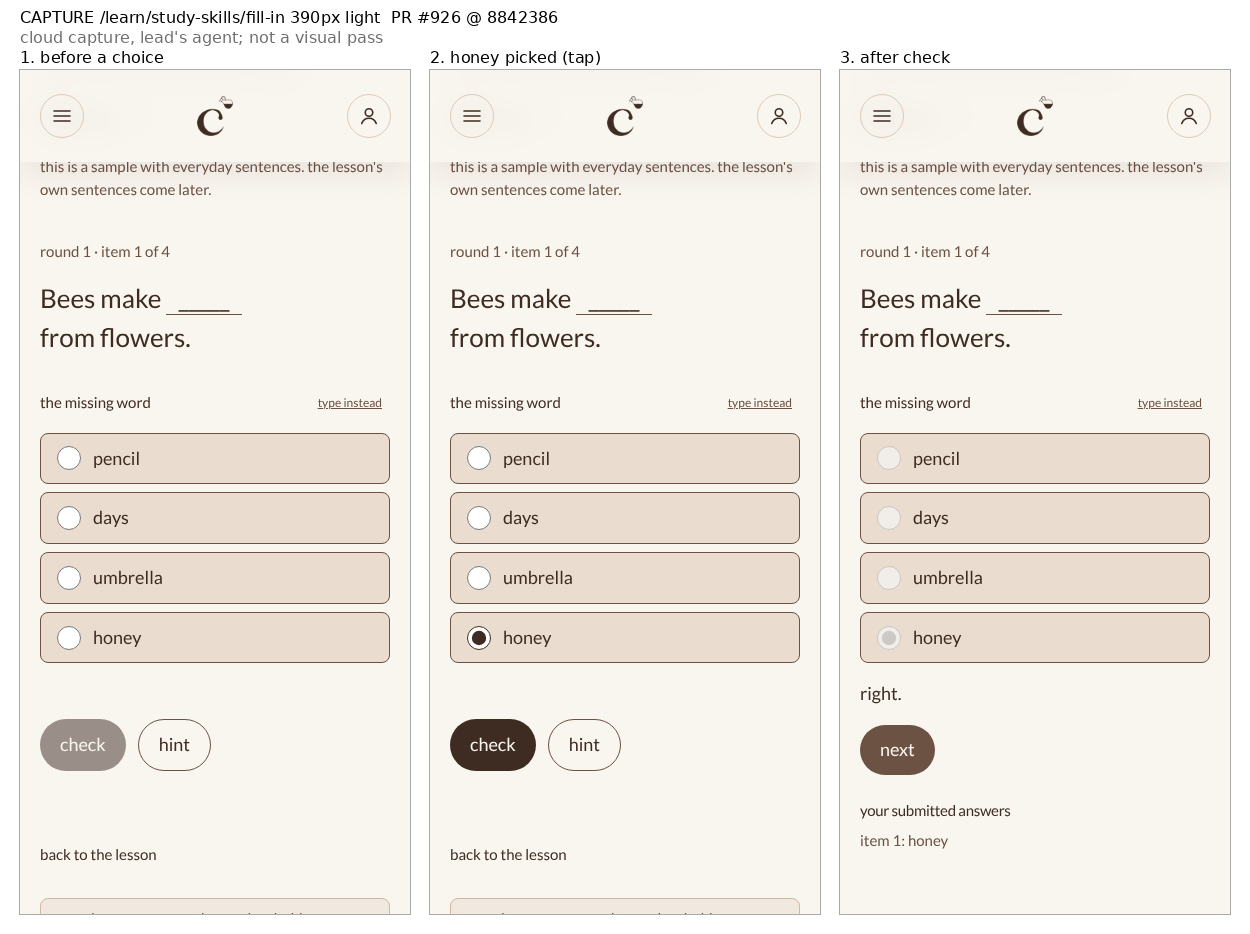 CAPTURE /learn/study-skills/fill-in 390px light  PR #926 @ 8842386
cloud capture, lead's agent; not a visual pass
1. before a choice
this is a sample with everyday sentences. the lesson's
own sentences come later.
round 1 · item 1 of 4
Bees make _____
from flowers.
the missing word
type instead
pencil
days
umbrella
honey
check
hint
back to the lesson
2. honey picked (tap)
this is a sample with everyday sentences. the lesson's
own sentences come later.
round 1 · item 1 of 4
Bees make _____
from flowers.
the missing word
type instead
pencil
days
umbrella
honey
check
hint
back to the lesson
3. after check
this is a sample with everyday sentences. the lesson's
own sentences come later.
round 1 · item 1 of 4
Bees make _____
from flowers.
the missing word
type instead
pencil
days
umbrella
honey
right.
next
your submitted answers
item 1: honey